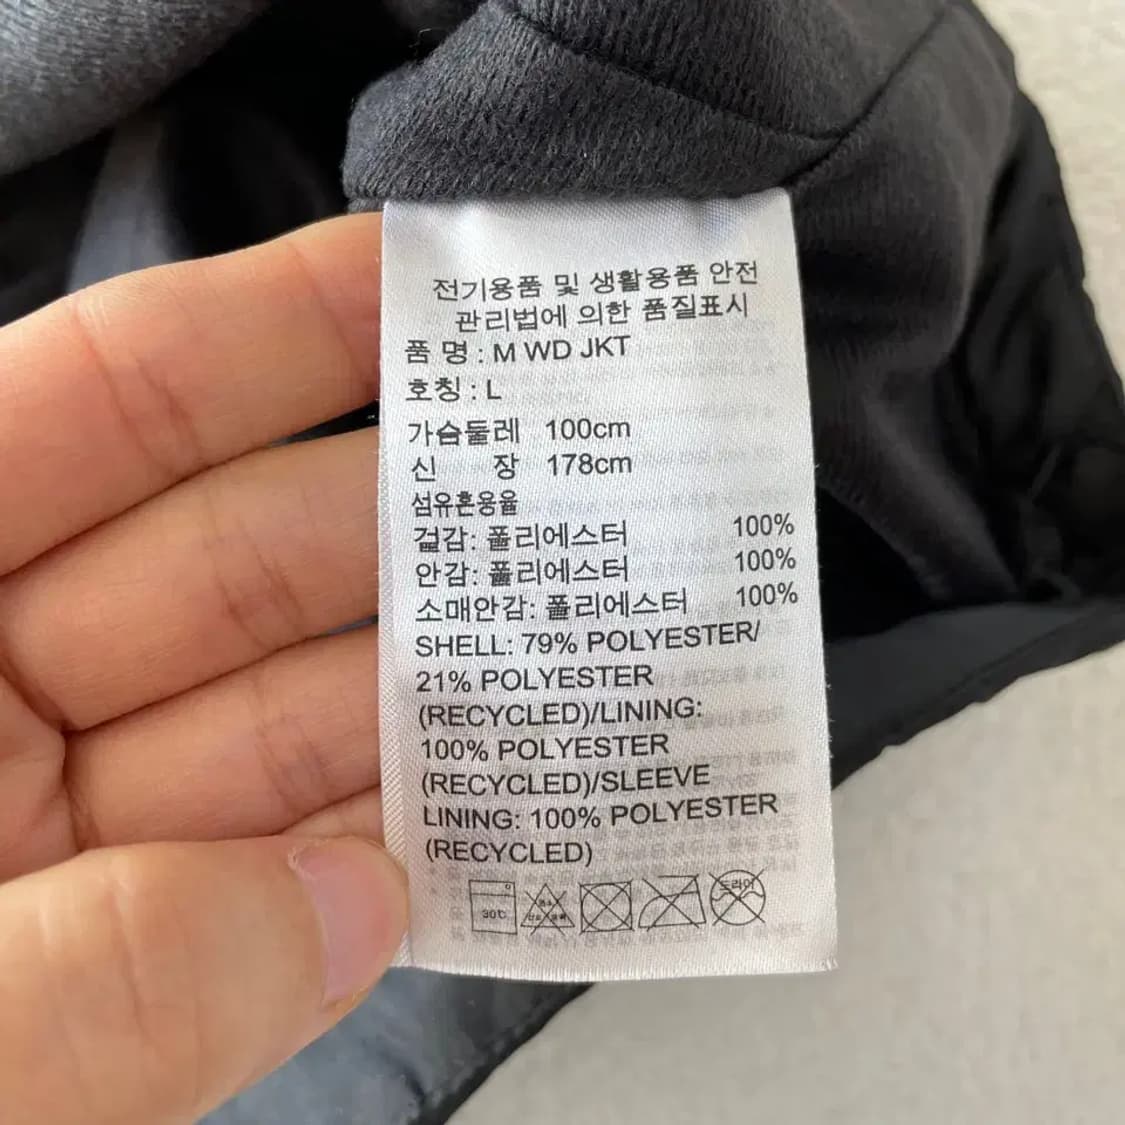 전기용품 및 생활용품 안전
관리법에 의한 품질표시
품 명 : M WD JKT
호칭 : L
가슴둘레 100cm
신 장 178cm
섬유혼용율
겉감: 폴리에스터 100%
안감: 폴리에스터 100%
소매안감: 폴리에스터 100%
SHELL: 79% POLYESTER/
21% POLYESTER
(RECYCLED)/LINING:
100% POLYESTER
(RECYCLED)/SLEEVE
LINING: 100% POLYESTER
(RECYCLED)
30℃ 드라이